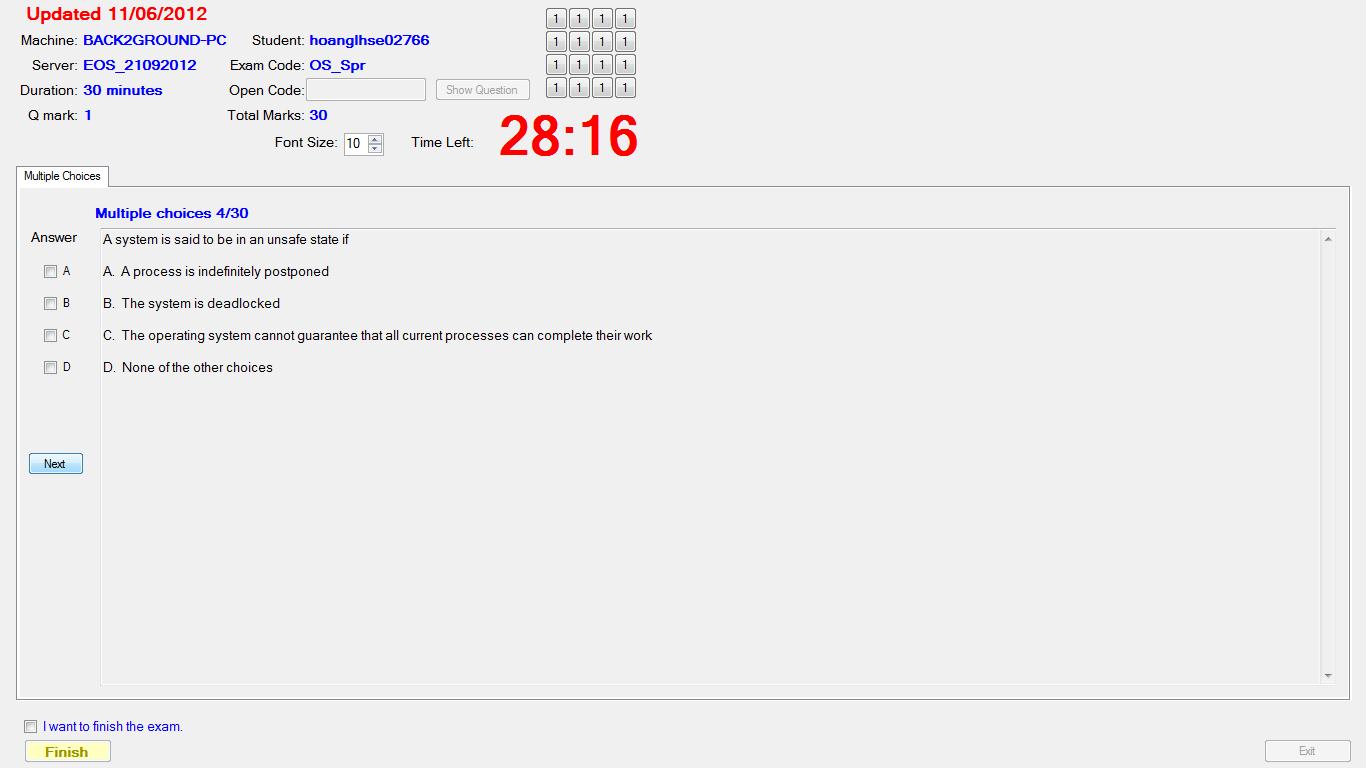 Updated 11/06/2012
Machine: BACK2GROUND-PC Student: hoanglhse02766
Server: EOS_21092012 Exam Code: OS_Spr
Duration: 30 minutes Open Code: Show Question
Q mark: 1 Total Marks: 30
Font Size: 10 Time Left: 28:16
1 1 1 1
1 1 1 1
1 1 1 1
1 1 1 1
Multiple Choices
Multiple choices 4/30
Answer
A system is said to be in an unsafe state if
A A. A process is indefinitely postponed
B B. The system is deadlocked
C C. The operating system cannot guarantee that all current processes can complete their work
D D. None of the other choices
Next
I want to finish the exam.
Finish
Exit